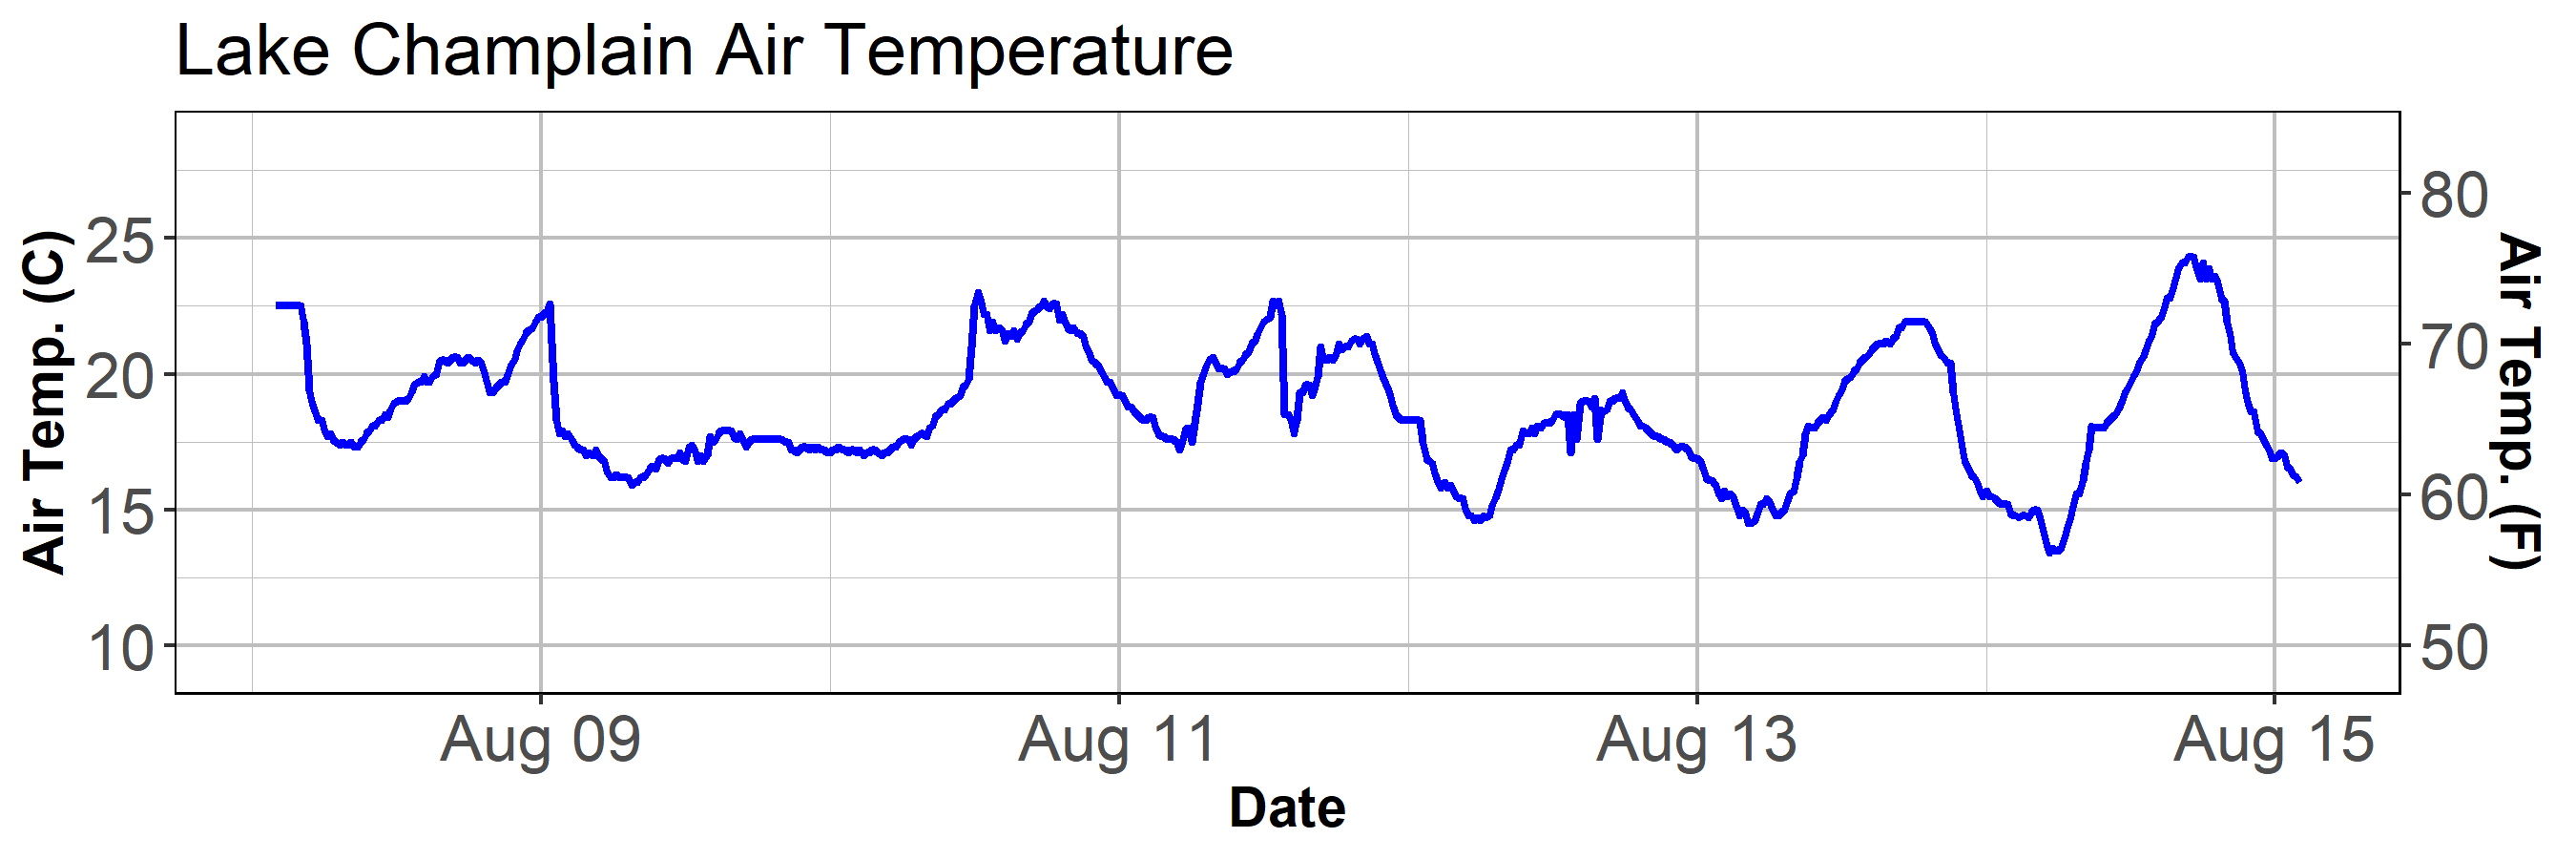 Lake Champlain Air Temperature
Air Temp. (C)
25
20
15
10
80
70
60
50
Air Temp. (F)
Aug 09
Aug 11
Aug 13
Aug 15
Date